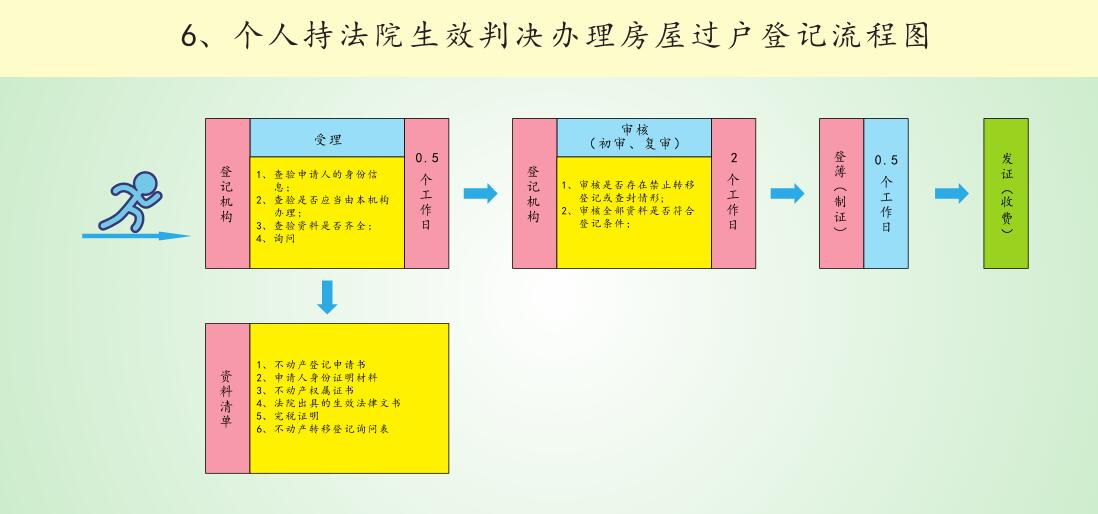 6、个人持法院生效判决办理房屋过户登记流程图
登记机构
受理
1、查验申请人的身份信
息；
2、查验是否应当由本机构
办理；
3、查验资料是否齐全；
4、询问
0.5
个工作日
登记机构
审核
（初审、复审）
1、审核是否存在禁止转移
登记或查封情形；
2、审核全部资料是否符合
登记条件；
2
个工作日
登簿（制证）
0.5
个工作日
发证（收费）
资料清单
1、不动产登记申请书
2、申请人身份证明材料
3、不动产权属证书
4、法院出具的生效法律文书
5、完税证明
6、不动产转移登记询问表